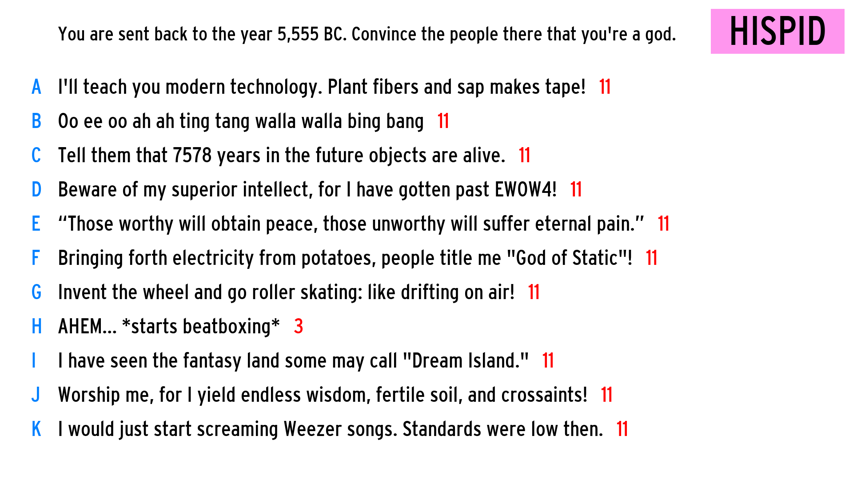 You are sent back to the year 5,555 BC. Convince the people there that you're a god.
HISPID
A I'll teach you modern technology. Plant fibers and sap makes tape! 11
B Oo ee oo ah ah ting tang walla walla bing bang 11
C Tell them that 7578 years in the future objects are alive. 11
D Beware of my superior intellect, for I have gotten past EWOW4! 11
E “Those worthy will obtain peace, those unworthy will suffer eternal pain.” 11
F Bringing forth electricity from potatoes, people title me "God of Static"! 11
G Invent the wheel and go roller skating: like drifting on air! 11
H AHEM... *starts beatboxing* 3
I I have seen the fantasy land some may call "Dream Island." 11
J Worship me, for I yield endless wisdom, fertile soil, and crossaints! 11
K I would just start screaming Weezer songs. Standards were low then. 11